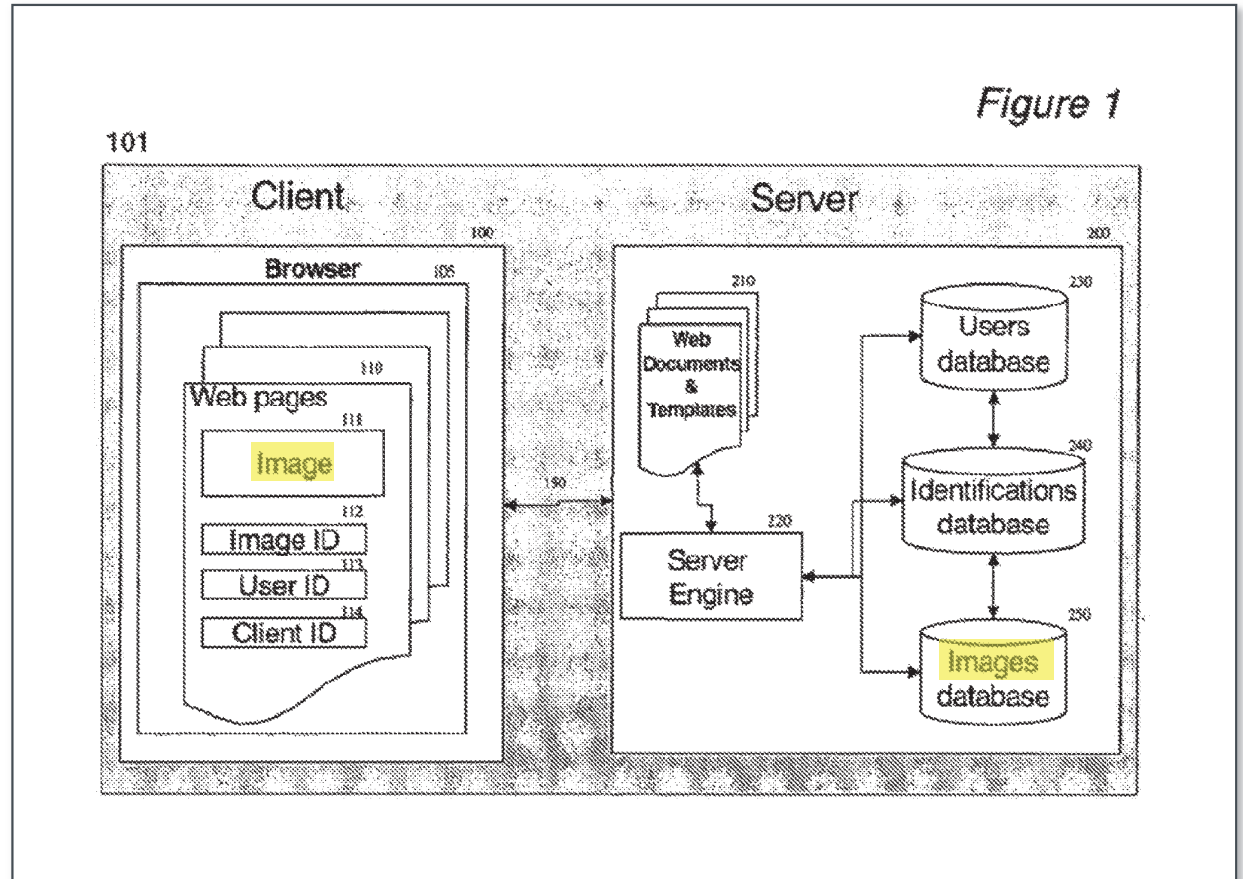 Figure 1
101
Client
Server
100
200
Browser
105
110
Web pages
111
Image
112
Image ID
113
User ID
114
Client ID
190
210
Web
Documents
&
Templates
220
Server
Engine
230
Users
database
240
Identifications
database
250
Images
database